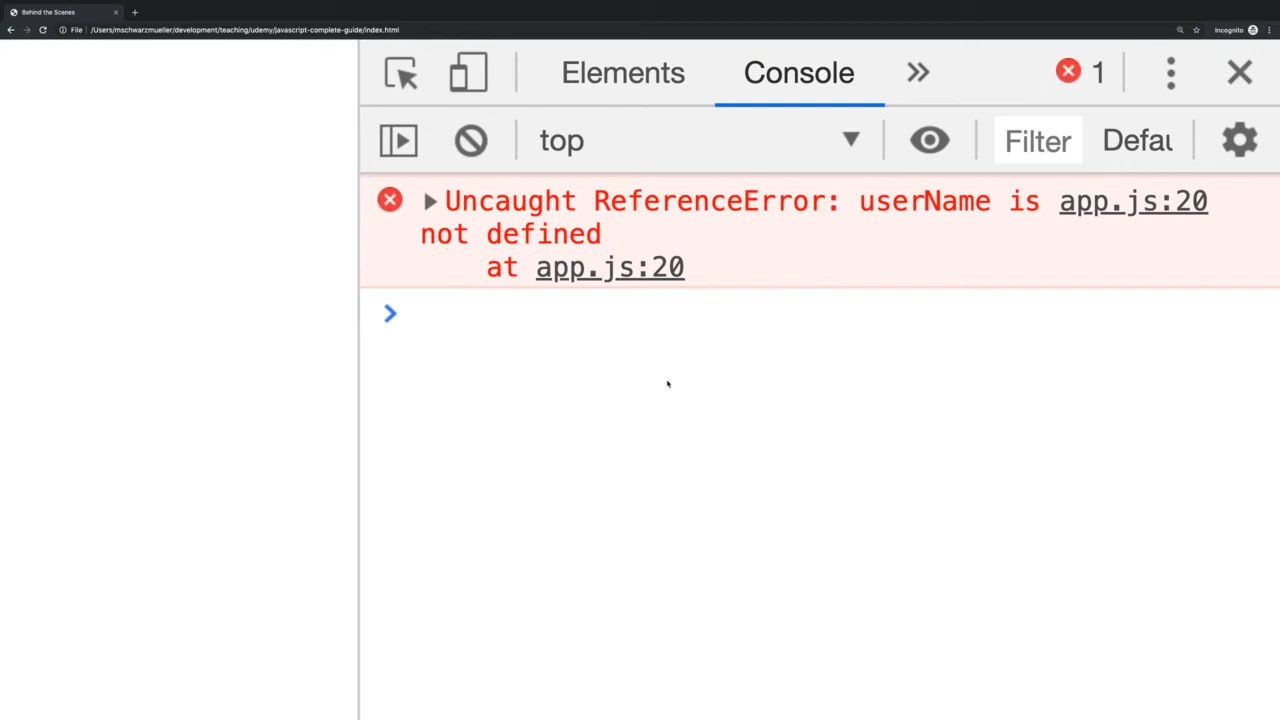 Behind the Scenes
File /Users/mschwarzmueller/development/teaching/udemy/javascript-complete-guide/index.html Incognito
Elements Console 1
top Filter Defau
Uncaught ReferenceError: userName is app.js:20
not defined
at app.js:20